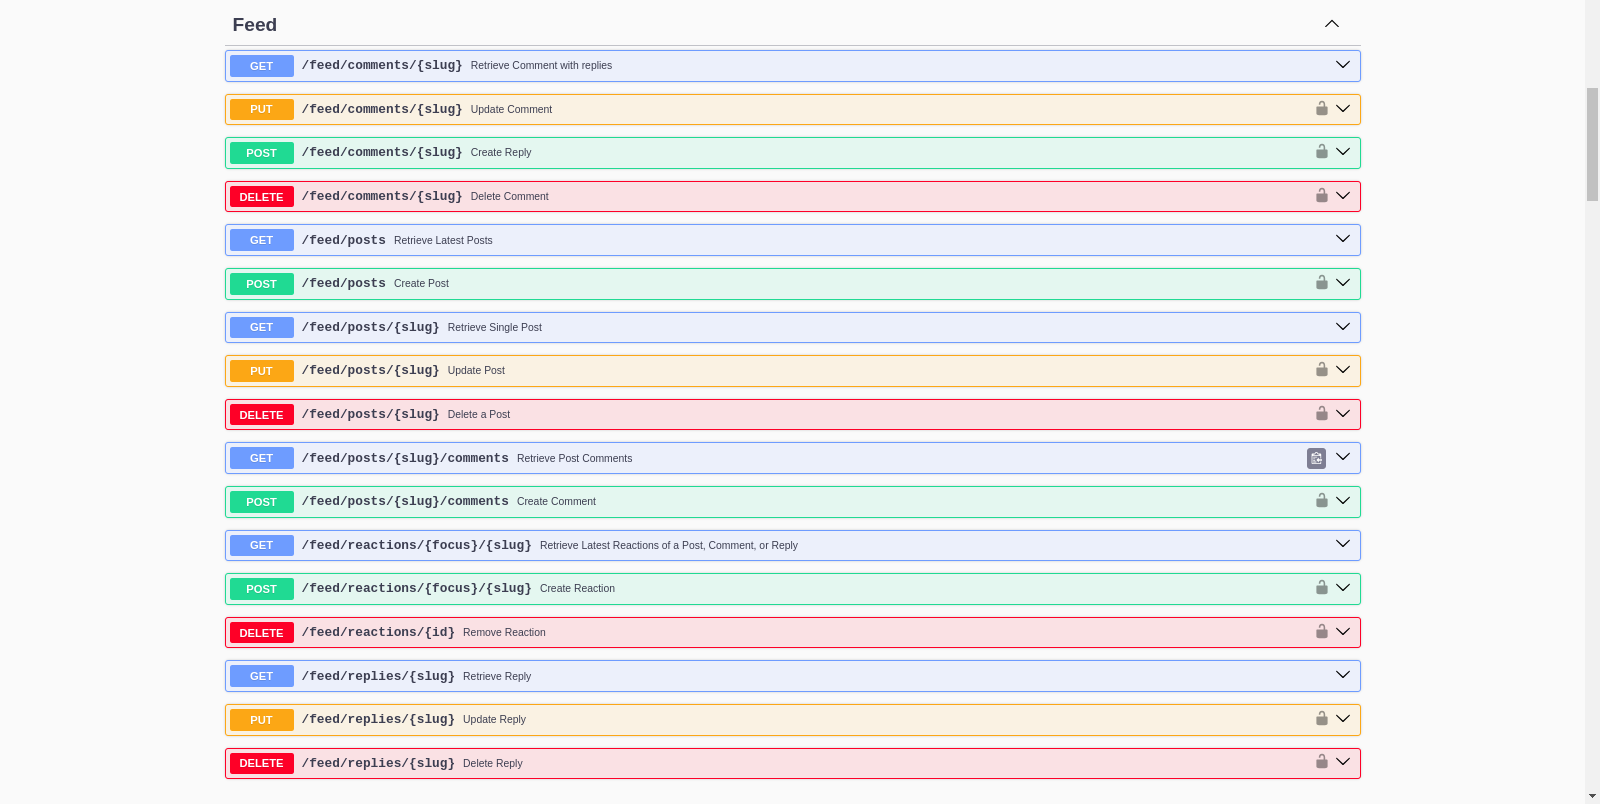 Feed
GET /feed/comments/{slug} Retrieve Comment with replies
PUT /feed/comments/{slug} Update Comment
POST /feed/comments/{slug} Create Reply
DELETE /feed/comments/{slug} Delete Comment
GET /feed/posts Retrieve Latest Posts
POST /feed/posts Create Post
GET /feed/posts/{slug} Retrieve Single Post
PUT /feed/posts/{slug} Update Post
DELETE /feed/posts/{slug} Delete a Post
GET /feed/posts/{slug}/comments Retrieve Post Comments
POST /feed/posts/{slug}/comments Create Comment
GET /feed/reactions/{focus}/{slug} Retrieve Latest Reactions of a Post, Comment, or Reply
POST /feed/reactions/{focus}/{slug} Create Reaction
DELETE /feed/reactions/{id} Remove Reaction
GET /feed/replies/{slug} Retrieve Reply
PUT /feed/replies/{slug} Update Reply
DELETE /feed/replies/{slug} Delete Reply